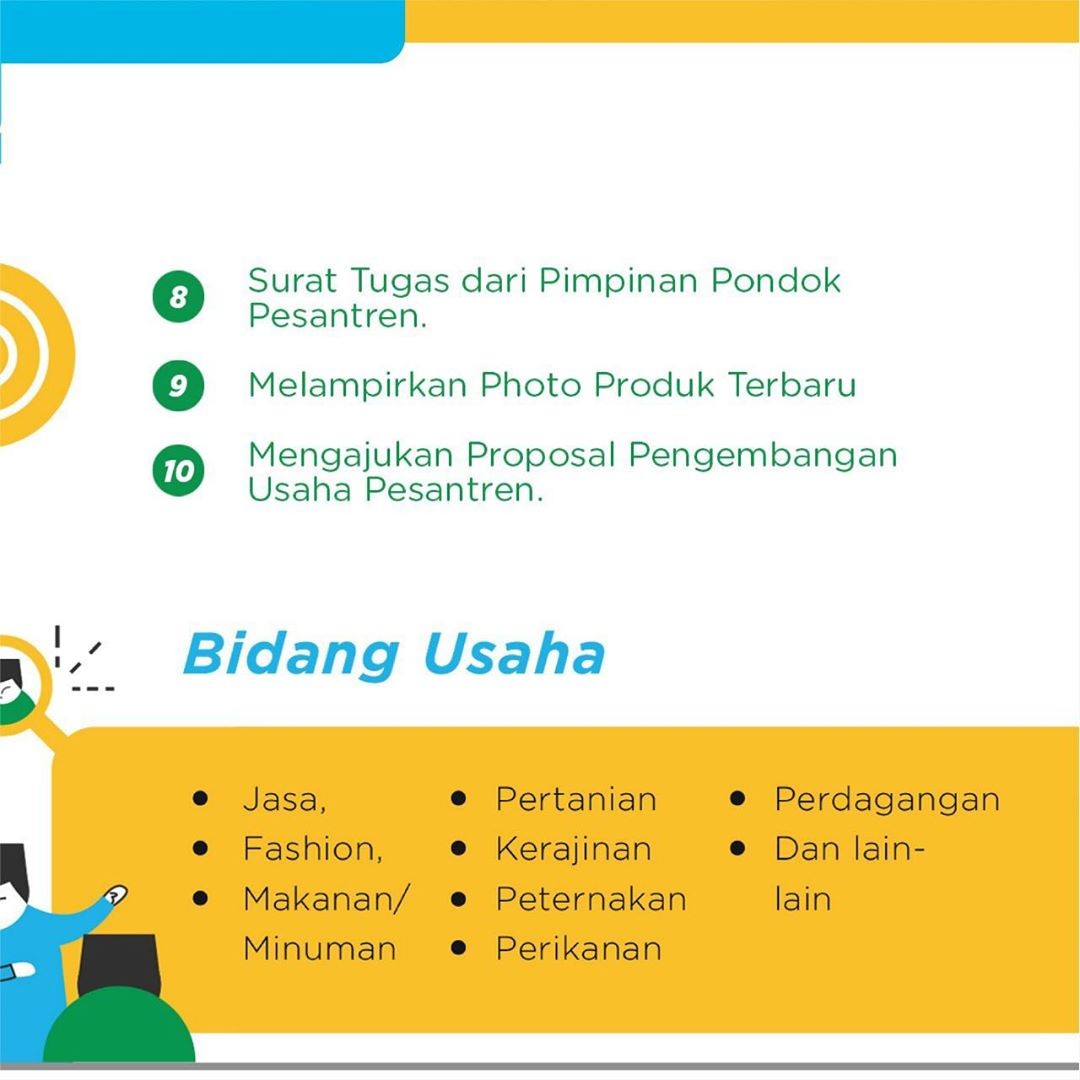 8 Surat Tugas dari Pimpinan Pondok
Pesantren.
9 Melampirkan Photo Produk Terbaru
10 Mengajukan Proposal Pengembangan
Usaha Pesantren.
Bidang Usaha
• Jasa,
• Fashion,
• Makanan/
Minuman
• Pertanian
• Kerajinan
• Peternakan
• Perikanan
• Perdagangan
• Dan lain-
lain